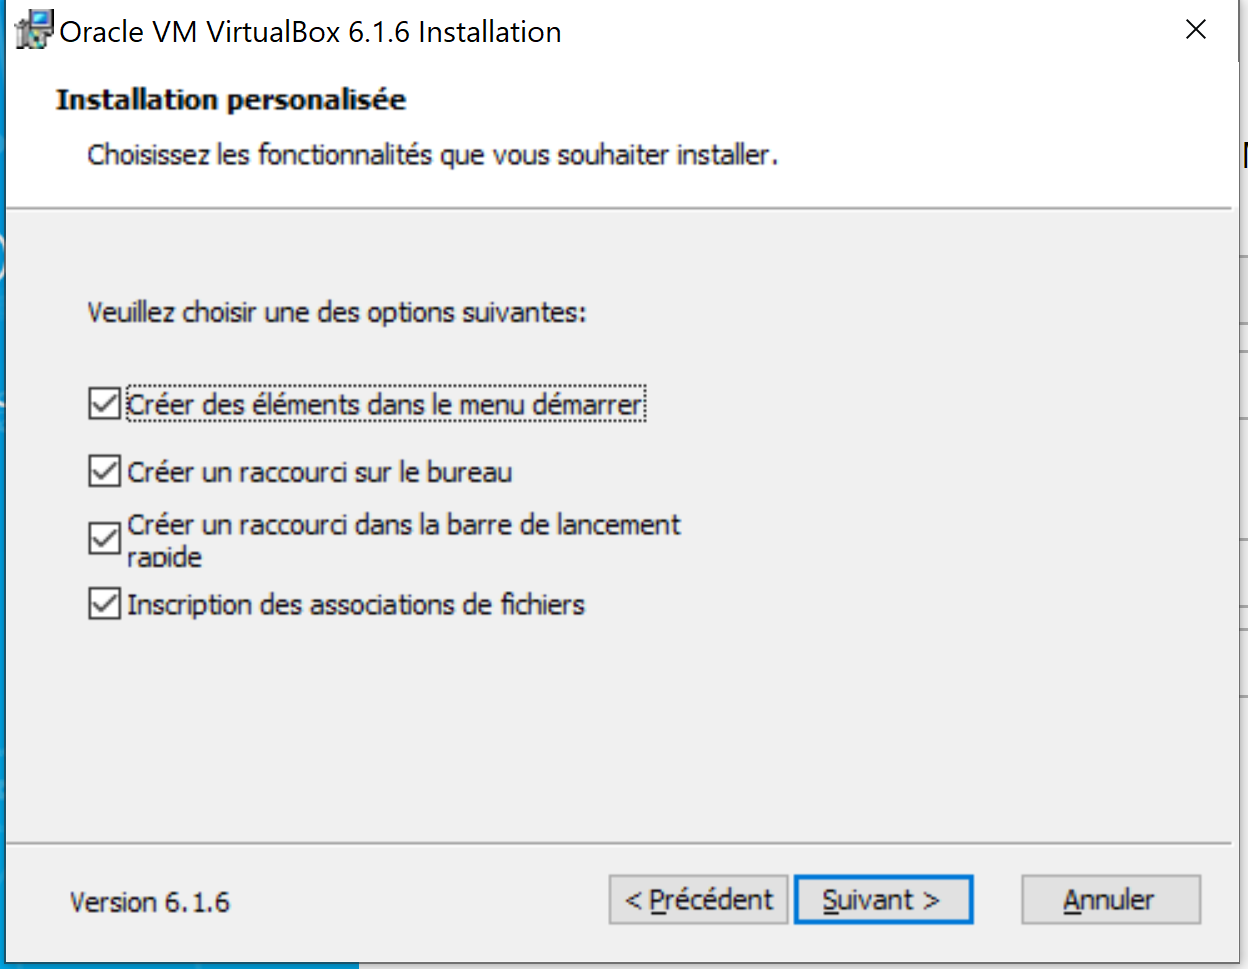 Oracle VM VirtualBox 6.1.6 Installation
Installation personalisée
Choisissez les fonctionnalités que vous souhaiter installer.
Veuillez choisir une des options suivantes:
Créer des éléments dans le menu démarrer
Créer un raccourci sur le bureau
Créer un raccourci dans la barre de lancement
rapide
Inscription des associations de fichiers
Version 6.1.6
< Précédent
Suivant >
Annuler